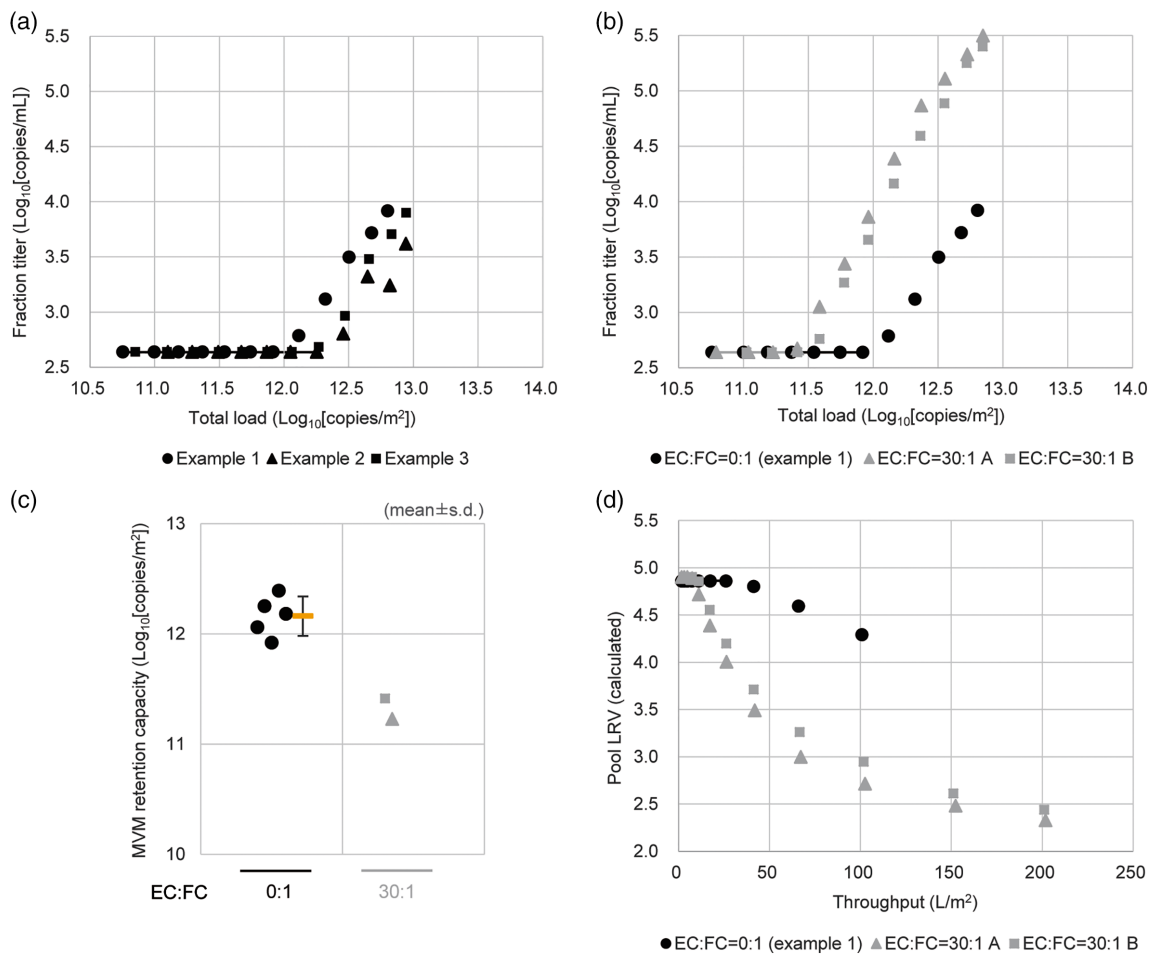 (a)
Fraction titer (Log10[copies/mL])
5.5
5.0
4.5
4.0
3.5
3.0
2.5
10.5 11.0 11.5 12.0 12.5 13.0 13.5 14.0
Total load (Log10[copies/m2])
● Example 1 ▲ Example 2 ■ Example 3
(b)
Fraction titer (Log10[copies/mL])
5.5
5.0
4.5
4.0
3.5
3.0
2.5
10.5 11.0 11.5 12.0 12.5 13.0 13.5 14.0
Total load (Log10[copies/m2])
● EC:FC=0:1 (example 1) ▲ EC:FC=30:1 A ■ EC:FC=30:1 B
(c)
(mean±s.d.)
MVM retention capacity (Log10[copies/m2])
13
12
11
10
EC:FC 0:1 30:1
(d)
Pool LRV (calculated)
5.5
5.0
4.5
4.0
3.5
3.0
2.5
2.0
0 50 100 150 200 250
Throughput (L/m2)
● EC:FC=0:1 (example 1) ▲ EC:FC=30:1 A ■ EC:FC=30:1 B